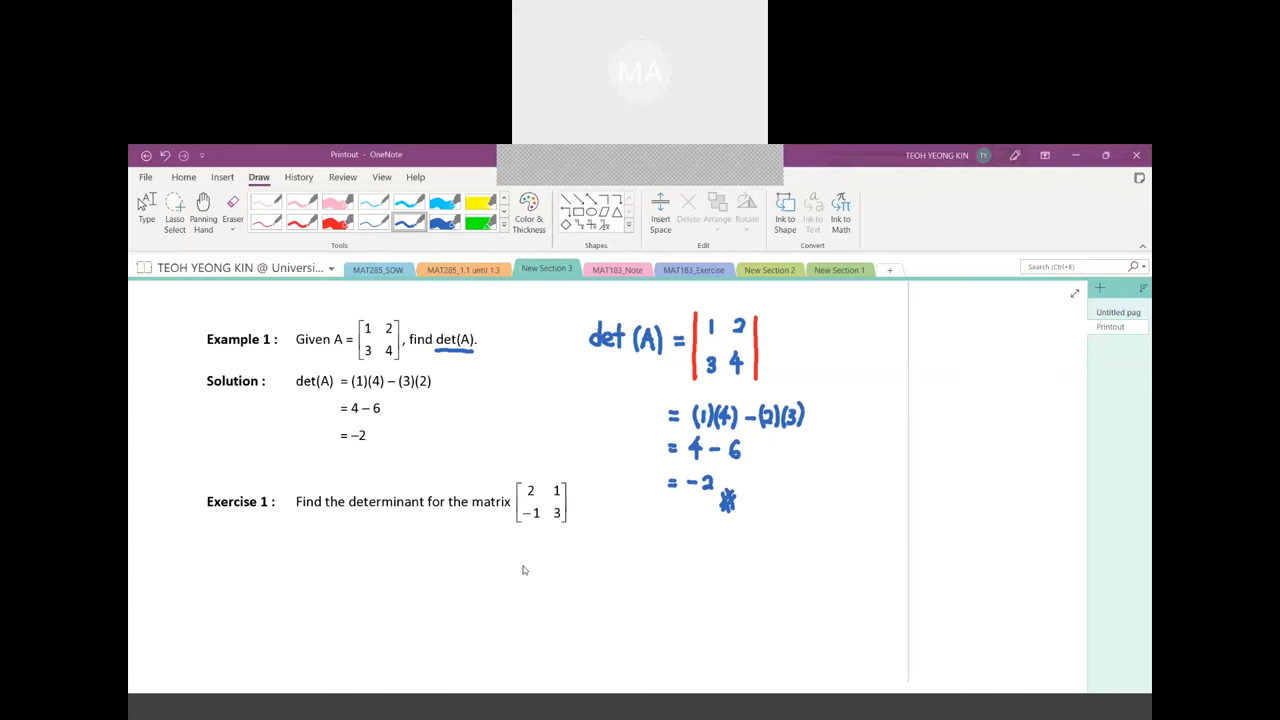 MA
Printout - OneNote
TEOH YEONG KIN TY
File Home Insert Draw History Review View Help
Type
Lasso Select
Panning Hand
Eraser
Color & Thickness
Insert Space
Delete
Arrange
Rotate
Ink to Shape
Ink to Text
Ink to Math
Tools Shapes Edit Convert
TEOH YEONG KIN @ Universi... MAT285_SOW MAT285_1.1 until 1.3 New Section 3 MAT183_Note MAT183_Exercise New Section 2 New Section 1 + Search (Ctrl+E)
Untitled pag
Printout
Example 1 : Given A = [1 2 3 4], find det(A).
Solution : det(A) = (1)(4) – (3)(2)
= 4 – 6
= –2
Exercise 1 : Find the determinant for the matrix [2 1 −1 3]
det (A) = | 1 2
3 4 |
= (1)(4) - (2)(3)
= 4 - 6
= - 2 *